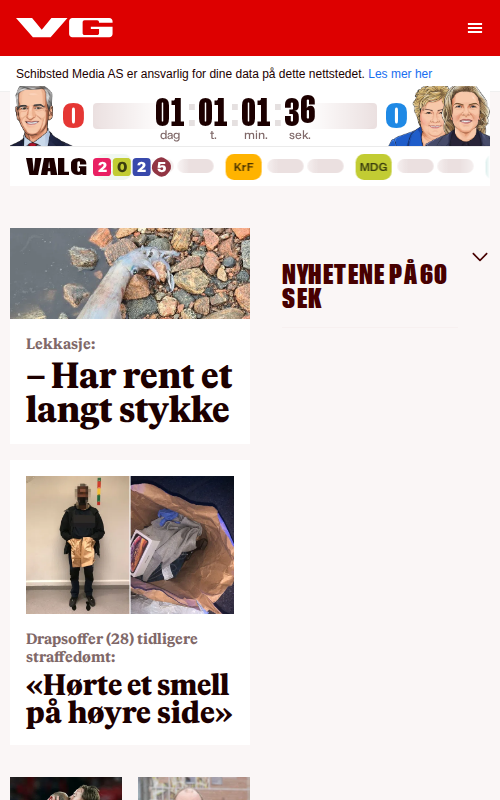 VG
Schibsted Media AS er ansvarlig for dine data på dette nettstedet. Les mer her
0 01 : 01 : 01 : 36 0
dag t. min. sek.
VALG 2025 KrF MDG
NYHETENE PÅ 60
SEK
Lekkasje:
– Har rent et
langt stykke
Drapsoffer (28) tidligere
straffedømt:
«Hørte et smell
på høyre side»